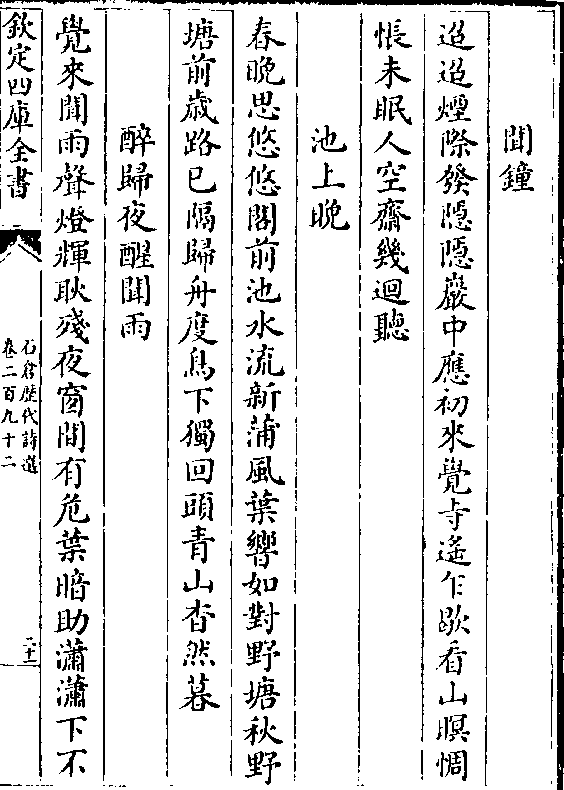 聞鐘
迢迢煙際發隱隱巖中應初來覺寺遙乍歇看山暝惆
悵未眠人空齋幾迴聽
池上晚
春晚思悠悠閣前池水流新蒲風葉響如對野塘秋野
塘前歲路已隔歸舟度鳥下獨回頭青山杳然暮
醉歸夜醒聞雨
覺來聞雨聲燈輝耿殘夜窗間有危葉暗助瀟瀟下不
欽定四庫全書
石倉歷代詩選
卷二百九十二
二十二